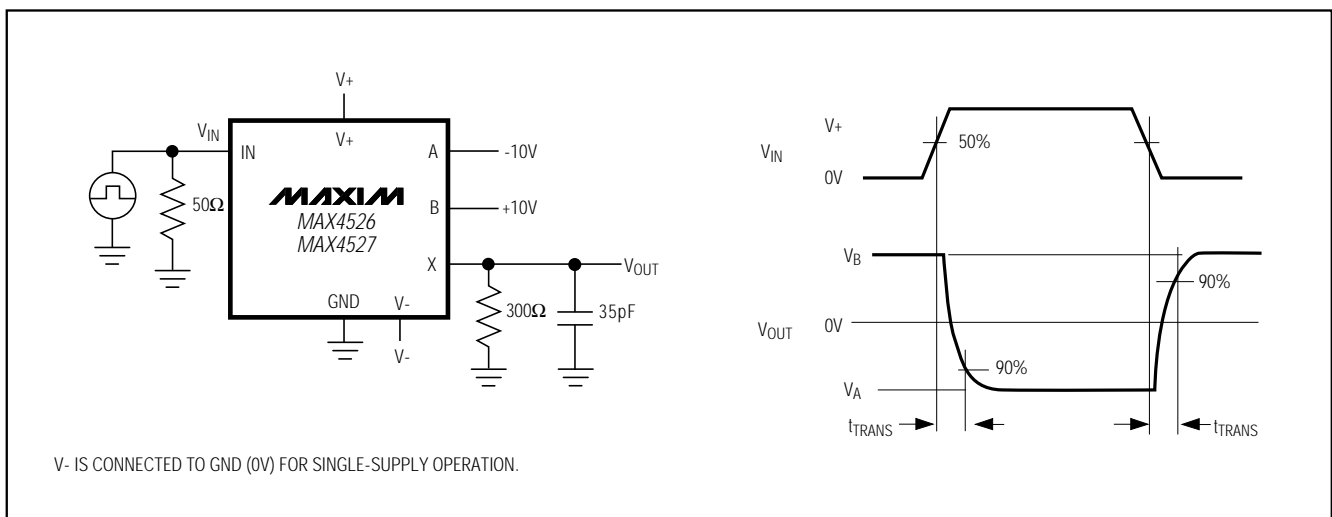 V+
VIN
V+
IN
A
-10V
50Ω
MAXIM
MAX4526
MAX4527
B
+10V
X
VOUT
GND
V-
300Ω
35pF
V-
V- IS CONNECTED TO GND (0V) FOR SINGLE-SUPPLY OPERATION.
V+
VIN
50%
0V
VB
90%
VOUT
0V
90%
VA
tTRANS
tTRANS